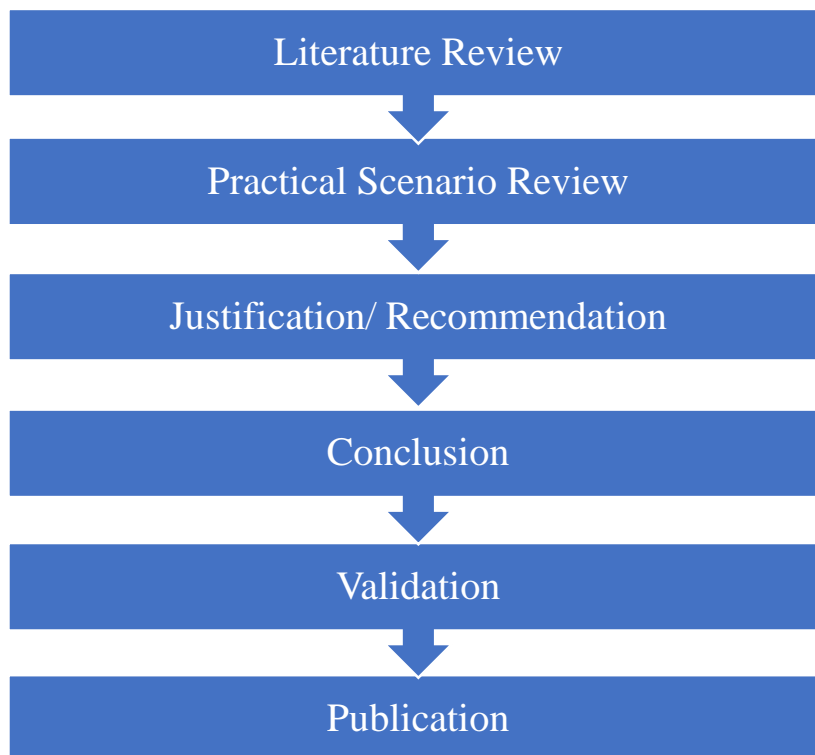 Literature Review
Practical Scenario Review
Justification/ Recommendation
Conclusion
Validation
Publication